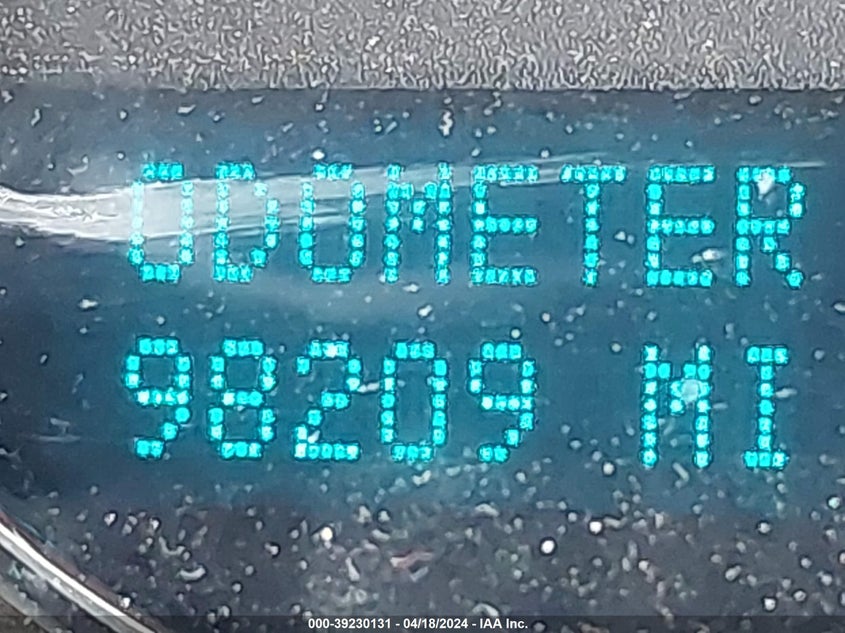 ODOMETER
98209 MI
000-39230131 - 04/18/2024 - IAA Inc.